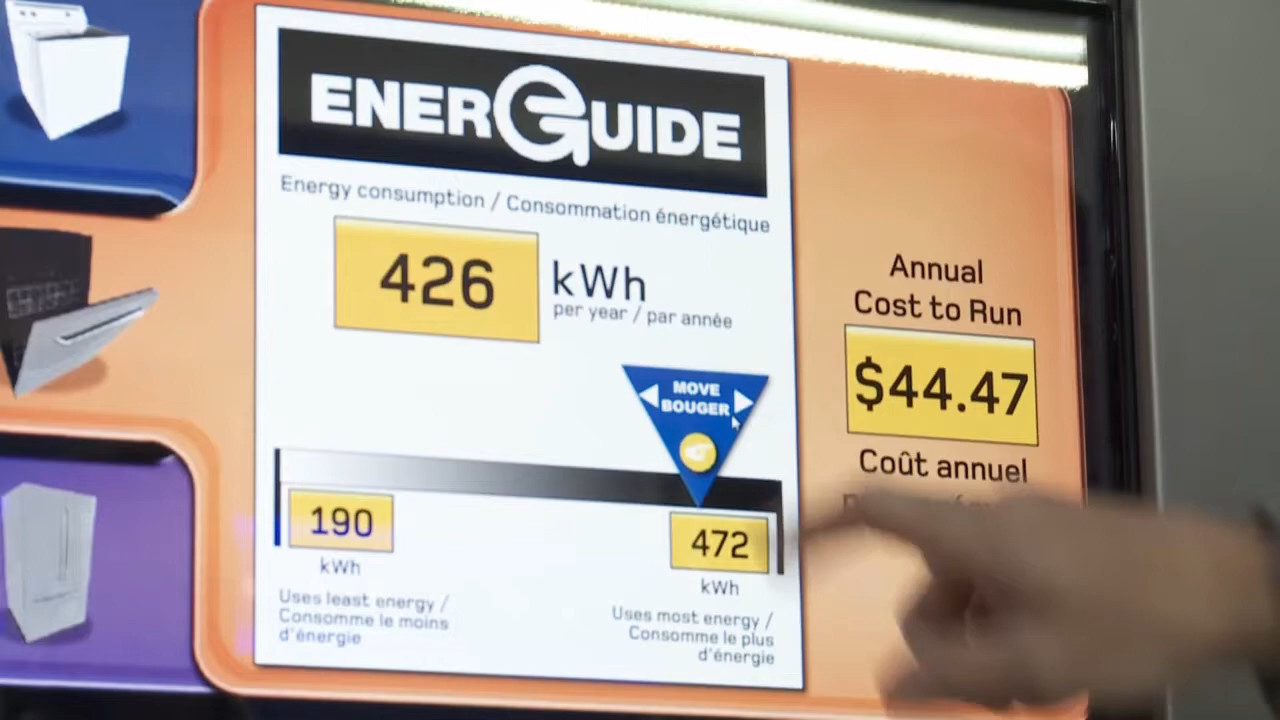 ENERGUIDE
Energy consumption / Consommation énergétique
426
kWh
per year / par année
MOVE
BOUGER
190
kWh
Uses least energy /
Consomme le moins
d'énergie
472
kWh
Uses most energy /
Consomme le plus
d'énergie
Annual
Cost to Run
$44.47
Coût annuel